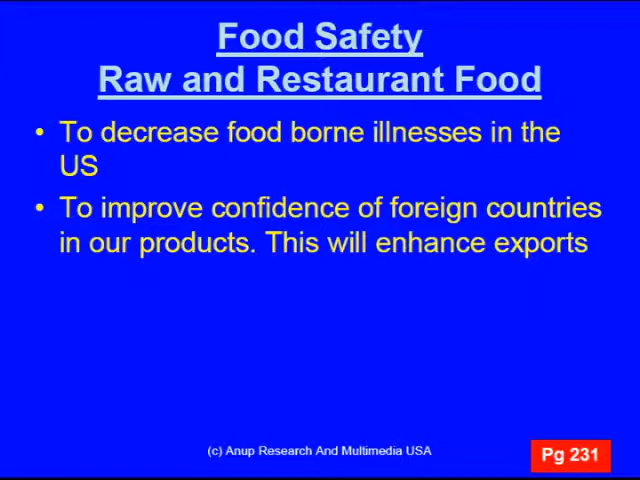 Food Safety
Raw and Restaurant Food
• To decrease food borne illnesses in the
US
• To improve confidence of foreign countries
in our products. This will enhance exports
(c) Anup Research And Multimedia USA
Pg 231